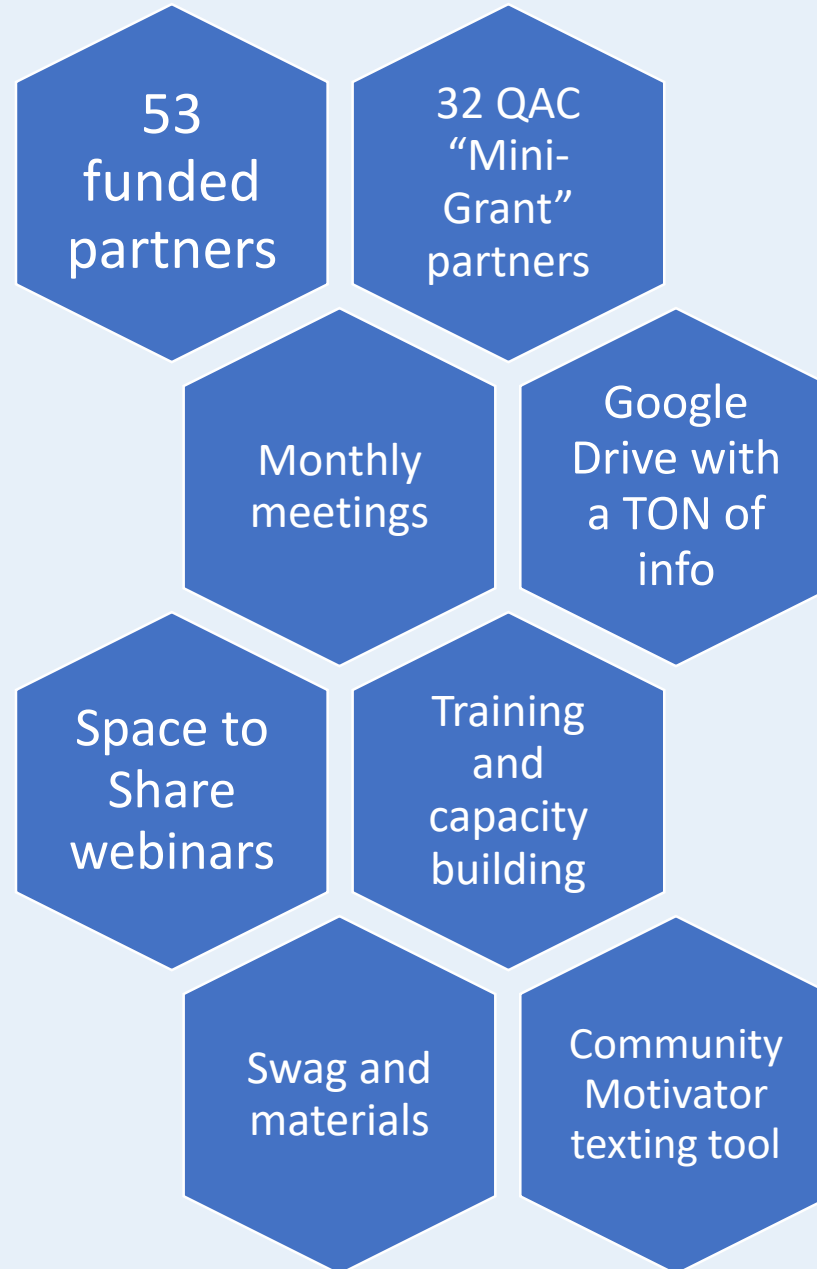 53
funded
partners
32 QAC
“Mini-
Grant”
partners
Monthly
meetings
Google
Drive with
a TON of
info
Space to
Share
webinars
Training
and
capacity
building
Swag and
materials
Community
Motivator
texting tool